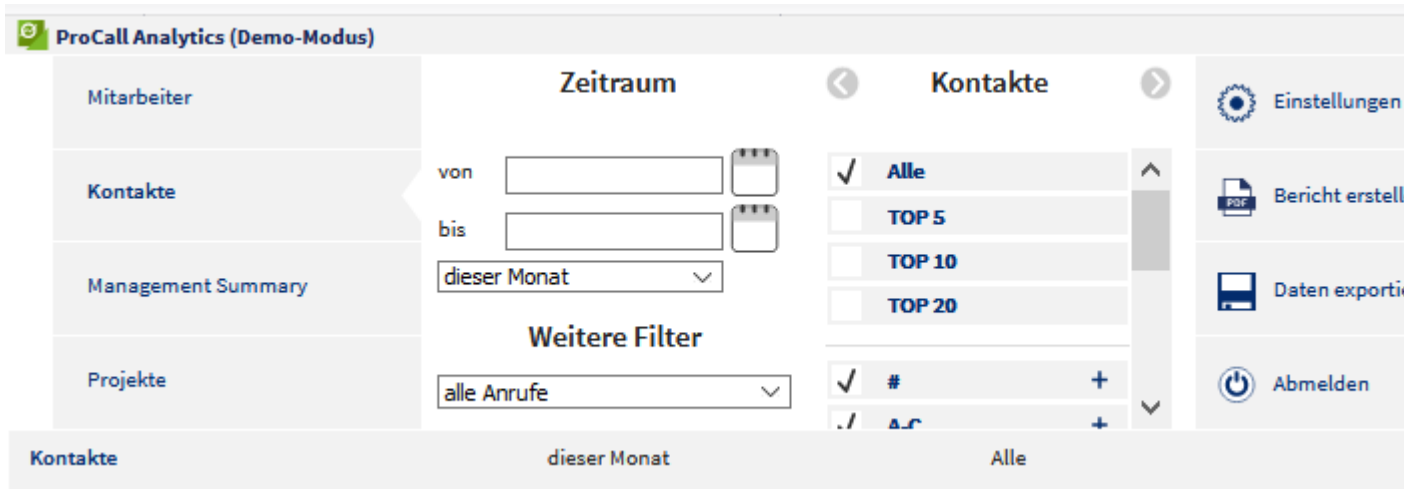 ProCall Analytics (Demo-Modus)
Mitarbeiter
Kontakte
Management Summary
Projekte
Zeitraum
von
bis
dieser Monat
Weitere Filter
alle Anrufe
Kontakte
Alle
TOP 5
TOP 10
TOP 20
#
+
A-C
+
Einstellungen
PDF
Bericht erstell
Daten exportie
Abmelden
Kontakte dieser Monat Alle